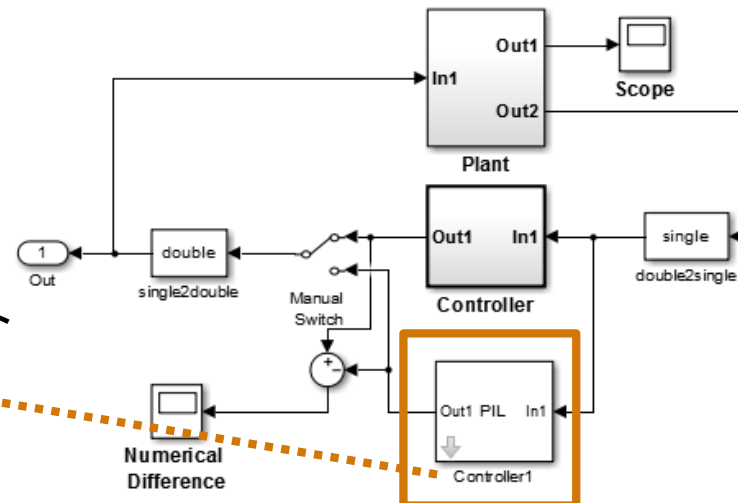 Out1
Scope
In1
Out2
Plant
Out1 In1
Controller
single
double2single
Manual
Switch
double
single2double
1
Out
+
−
Out1 PIL In1
Controller1
Numerical
Difference